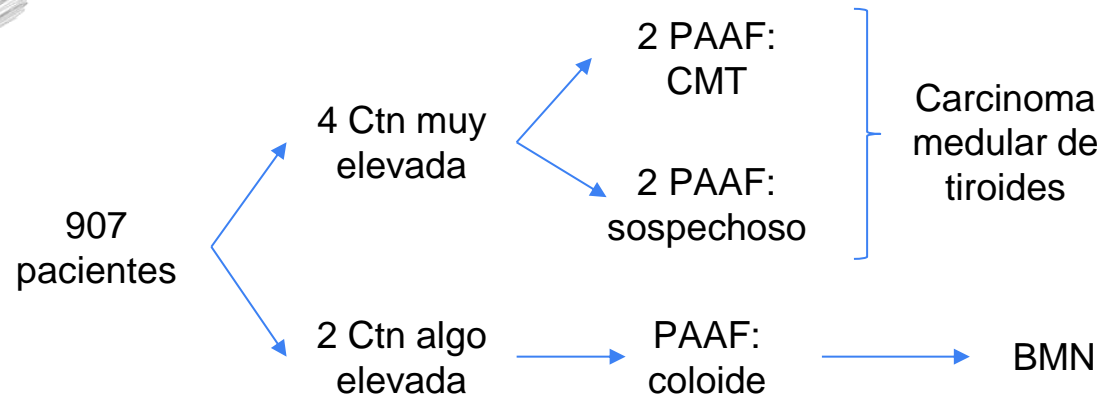 907
pacientes
4 Ctn muy
elevada
2 PAAF:
CMT
2 PAAF:
sospechoso
Carcinoma
medular de
tiroides
2 Ctn algo
elevada
PAAF:
coloide
BMN